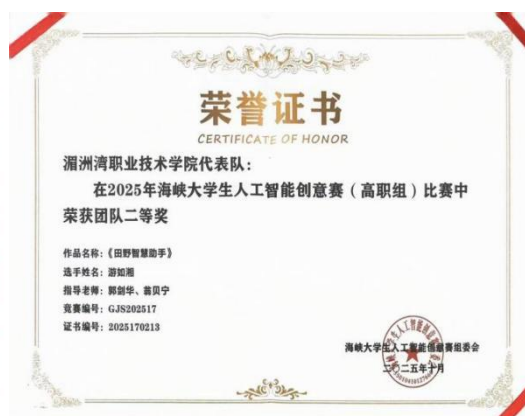 荣誉证书
CERTIFICATE OF HONOR
湄洲湾职业技术学院代表队：
在2025年海峡大学生人工智能创意赛（高职组）比赛中
荣获团队二等奖
作品名称：《田野智慧助手》
选手姓名：游如湘
指导老师：郭剑华、翁贝宁
竞赛编号：GJS202517
证书编号：2025170213
海峡大学生人工智能创意赛组委会
二〇二五年十月